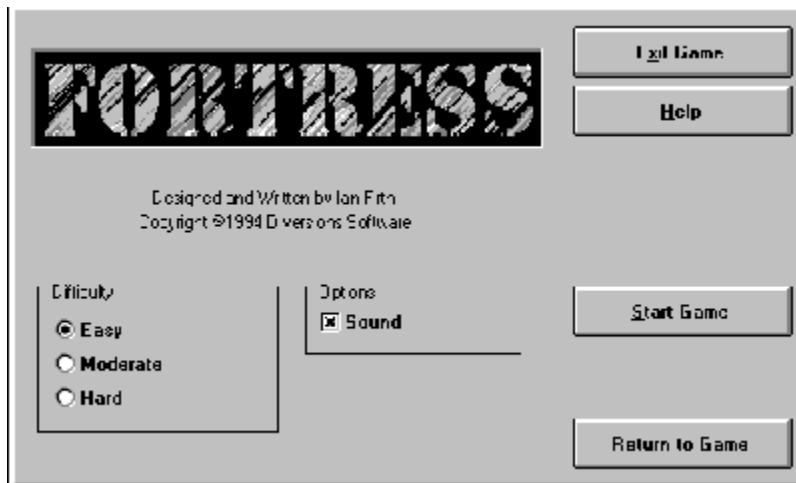 FORTRESS
Exit Game
Help
Designed and Written by Ian Firth
Copyright ©1994 Diversions Software
Difficulty
Easy
Moderate
Hard
Options
Sound
Start Game
Return to Game